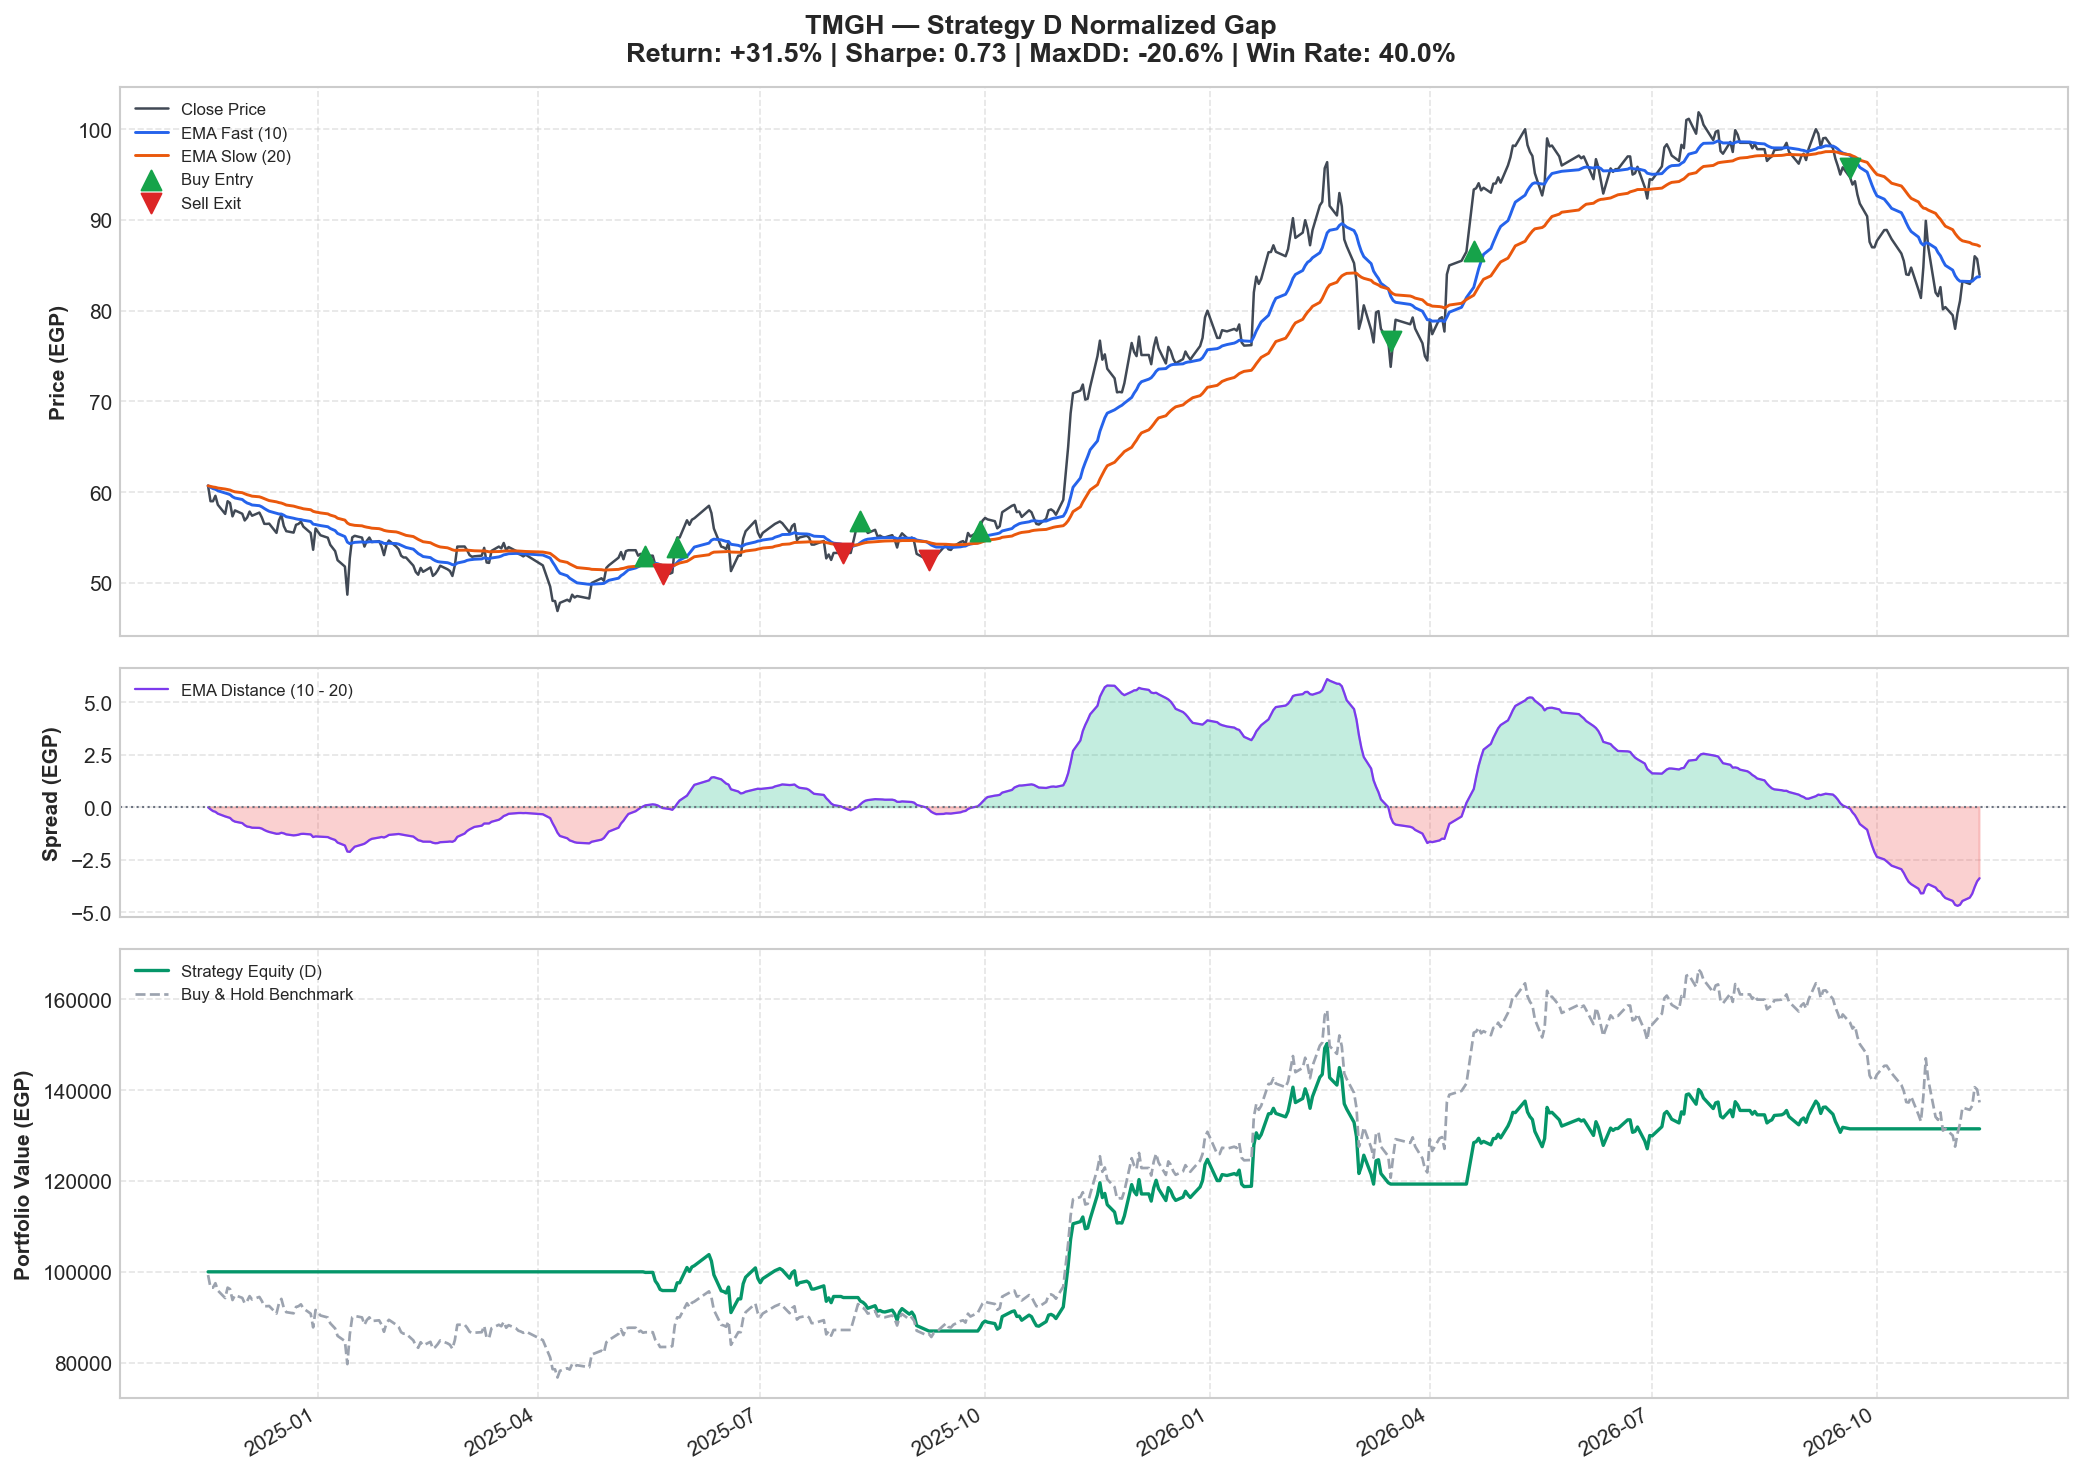 TMGH — Strategy D Normalized Gap
Return: +31.5% | Sharpe: 0.73 | MaxDD: -20.6% | Win Rate: 40.0%
Close Price
EMA Fast (10)
EMA Slow (20)
Buy Entry
Sell Exit
Price (EGP)
100
90
80
70
60
50
EMA Distance (10 - 20)
Spread (EGP)
5.0
2.5
0.0
−2.5
−5.0
Strategy Equity (D)
Buy & Hold Benchmark
Portfolio Value (EGP)
160000
140000
120000
100000
80000
2025-01
2025-04
2025-07
2025-10
2026-01
2026-04
2026-07
2026-10